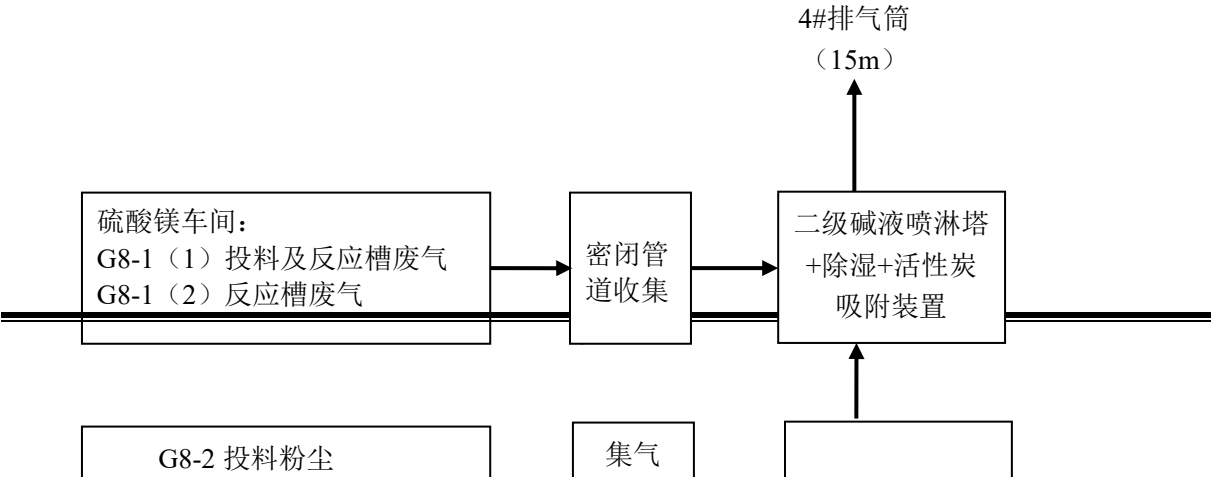 4#排气筒
（15m）
硫酸镁车间：
G8-1（1）投料及反应槽废气
G8-1（2）反应槽废气
密闭管
道收集
二级碱液喷淋塔
+除湿+活性炭
吸附装置
G8-2 投料粉尘
集气